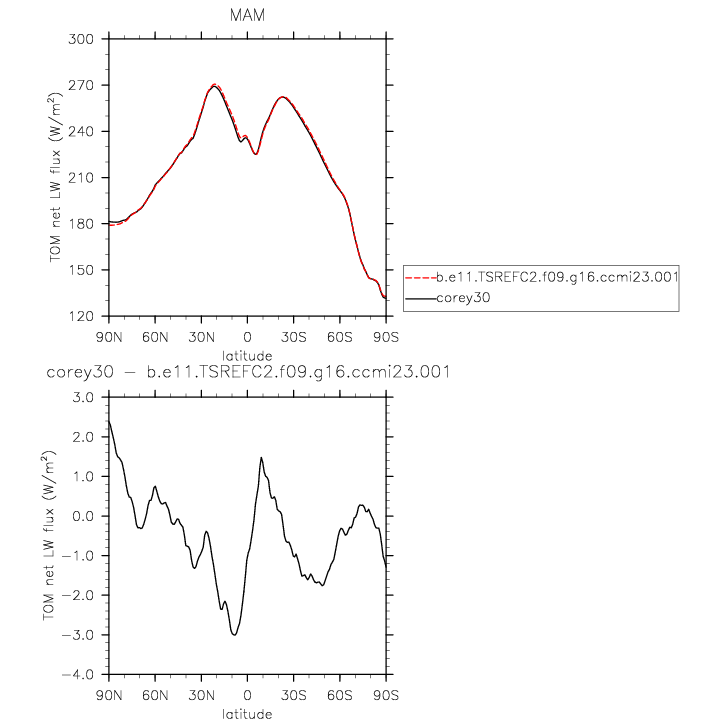 MAM
300
270
240
210
180
150
120
TOM net LW flux (W/m²)
90N 60N 30N 0 30S 60S 90S
latitude
b.e11.TSREFC2.f09.g16.ccmi23.001
corey30
corey30 − b.e11.TSREFC2.f09.g16.ccmi23.001
3.0
2.0
1.0
0.0
−1.0
−2.0
−3.0
−4.0
TOM net LW flux (W/m²)
90N 60N 30N 0 30S 60S 90S
latitude